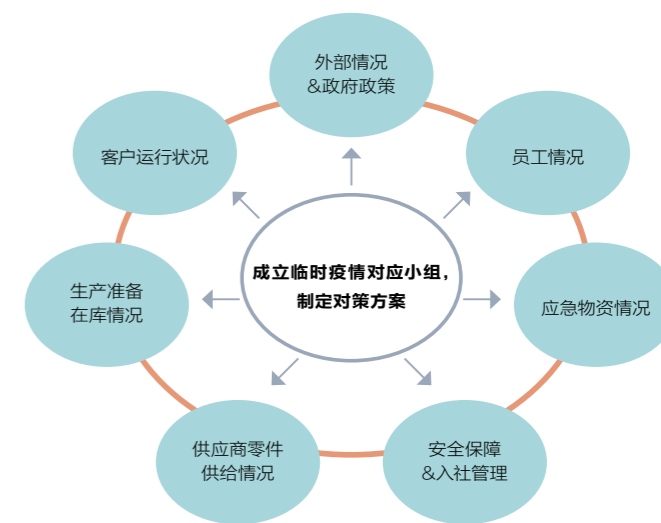 外部情况
&政府政策
客户运行状况
员工情况
成立临时疫情对应小组，
制定对策方案
生产准备
在库情况
应急物资情况
供应商零件
供给情况
安全保障
&入社管理